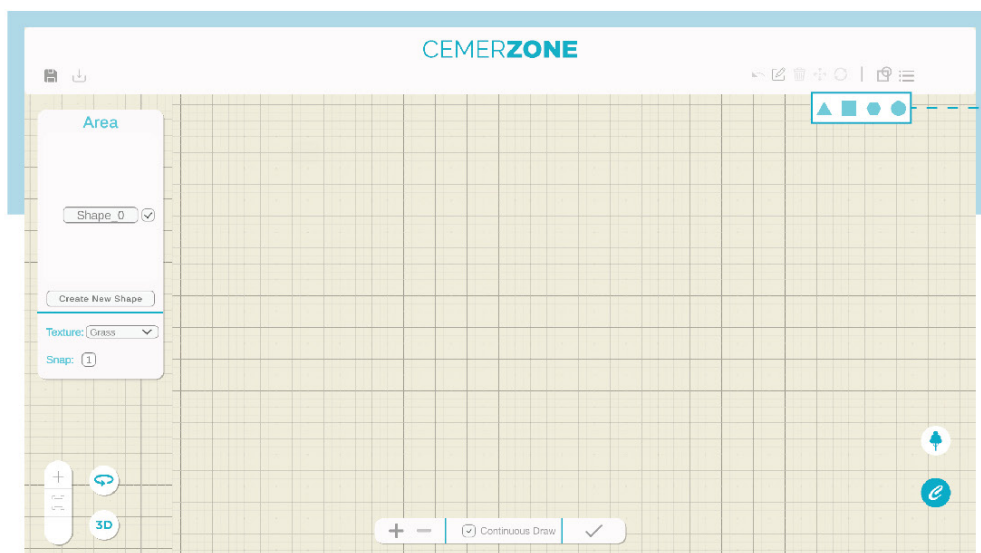 CEMERZONE
Area
Shape_0
Create New Shape
Texture: Grass
Snap: 1
3D
Continuous Draw